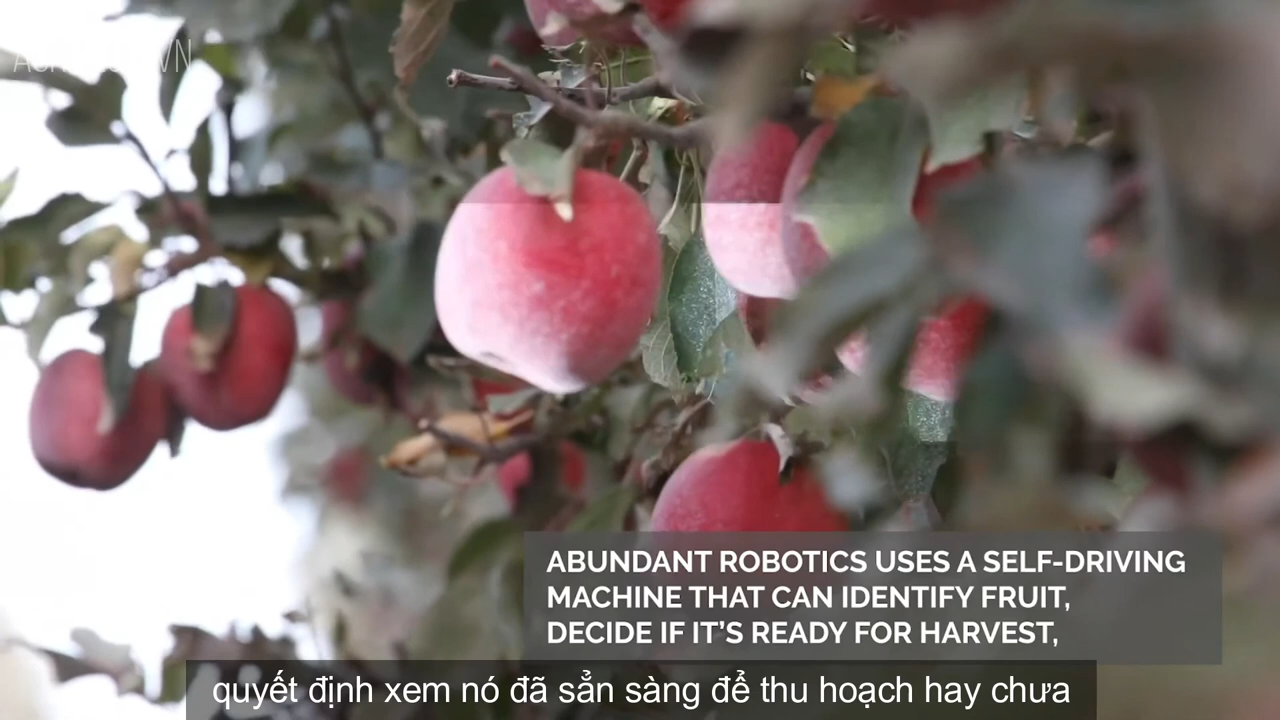 ABUNDANT ROBOTICS USES A SELF-DRIVING
MACHINE THAT CAN IDENTIFY FRUIT,
DECIDE IF IT'S READY FOR HARVEST,
quyết định xem nó đã sẳn sàng để thu hoạch hay chưa